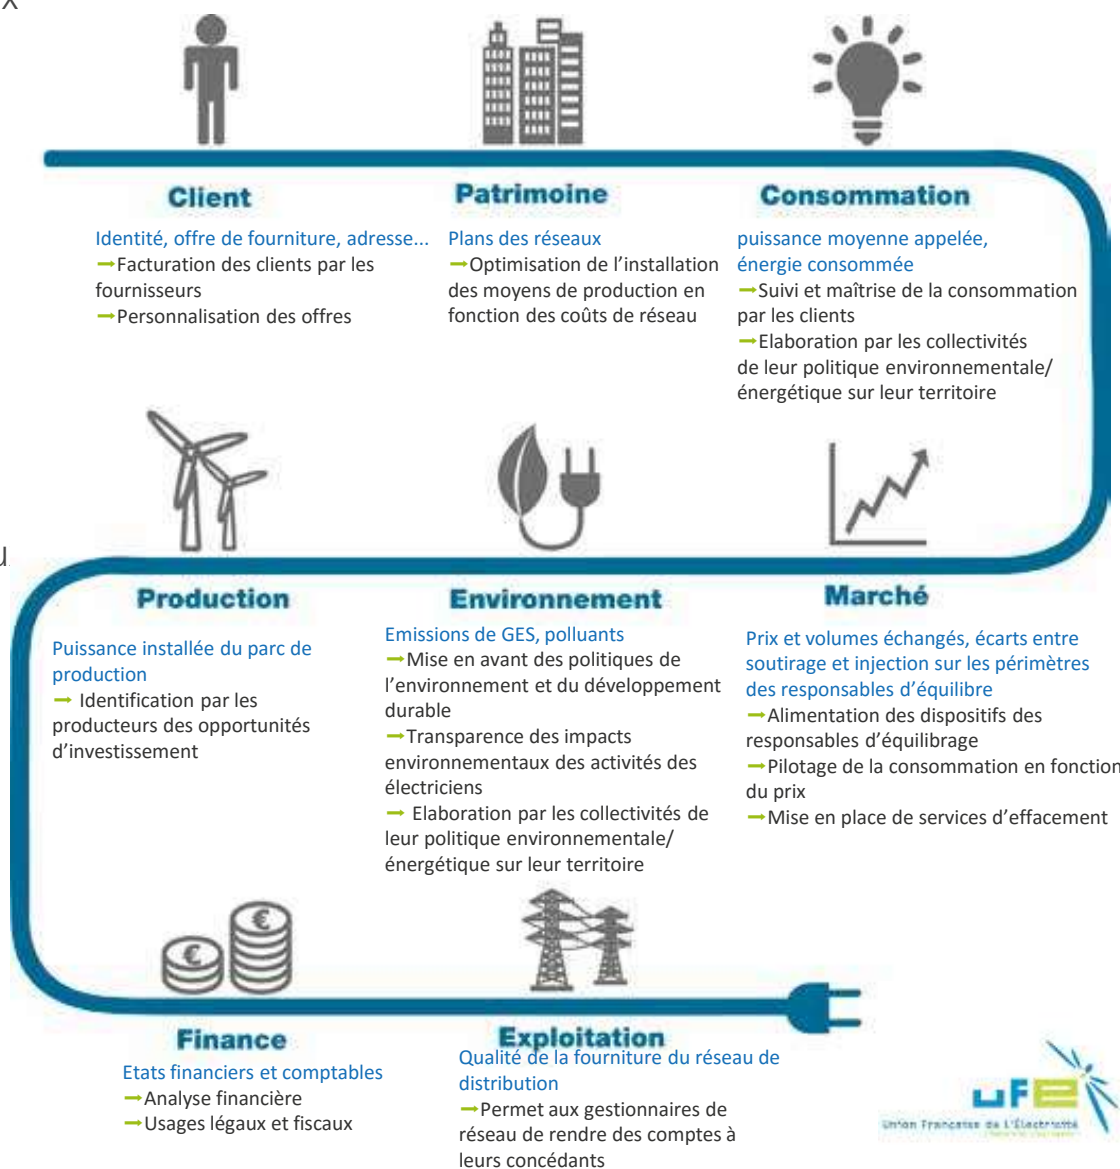 x
Client
Identité, offre de fourniture, adresse...
→Facturation des clients par les
fournisseurs
→Personnalisation des offres
Patrimoine
Plans des réseaux
→Optimisation de l'installation
des moyens de production en
fonction des coûts de réseau
Consommation
puissance moyenne appelée,
énergie consommée
→Suivi et maîtrise de la consommation
par les clients
→Elaboration par les collectivités
de leur politique environnementale/
énergétique sur leur territoire
u
Production
Puissance installée du parc de
production
→ Identification par les
producteurs des opportunités
d'investissement
Environnement
Emissions de GES, polluants
→Mise en avant des politiques de
l'environnement et du développement
durable
→Transparence des impacts
environnementaux des activités des
électriciens
→ Elaboration par les collectivités de
leur politique environnementale/
énergétique sur leur territoire
Marché
Prix et volumes échangés, écarts entre
soutirage et injection sur les périmètres
des responsables d'équilibre
→Alimentation des dispositifs des
responsables d'équilibrage
→Pilotage de la consommation en fonction
du prix
→Mise en place de services d'effacement
€
€
Finance
Etats financiers et comptables
→Analyse financière
→Usages légaux et fiscaux
Exploitation
Qualité de la fourniture du réseau de
distribution
→Permet aux gestionnaires de
réseau de rendre des comptes à
leurs concédants
ufe
Union Française de l'Électricité